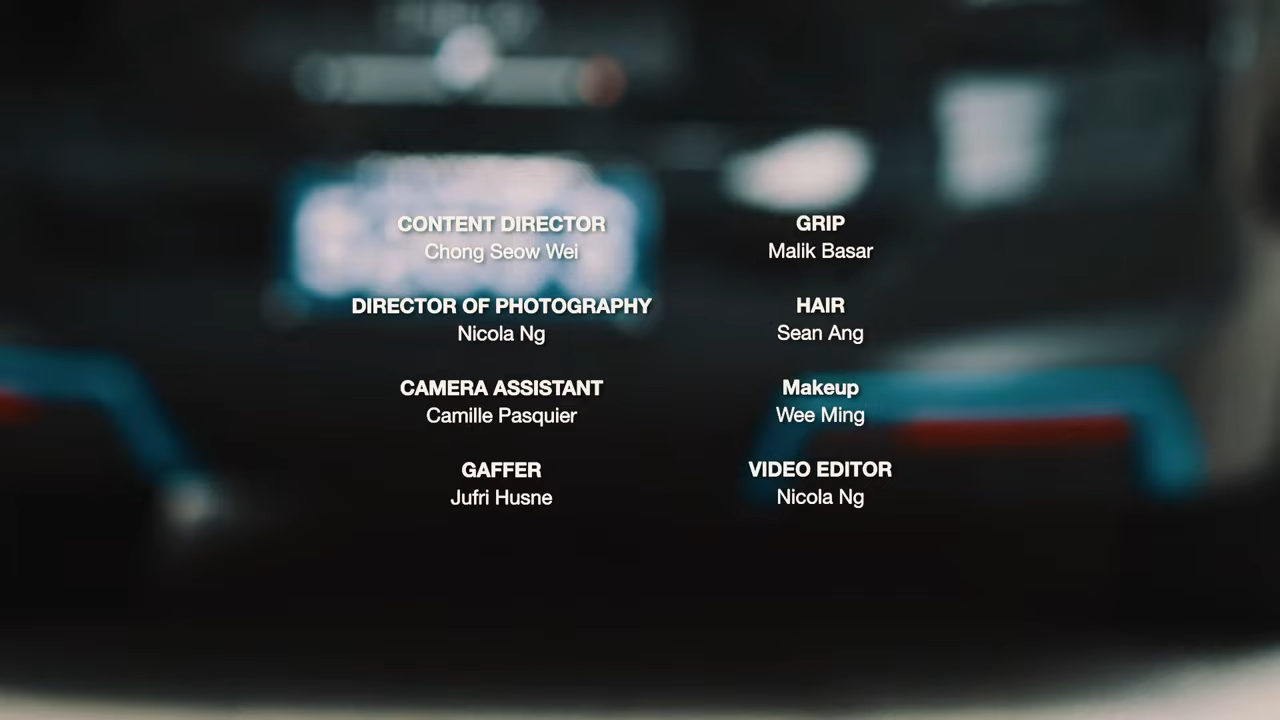 CONTENT DIRECTOR
Chong Seow Wei
DIRECTOR OF PHOTOGRAPHY
Nicola Ng
CAMERA ASSISTANT
Camille Pasquier
GAFFER
Jufri Husne
GRIP
Malik Basar
HAIR
Sean Ang
Makeup
Wee Ming
VIDEO EDITOR
Nicola Ng